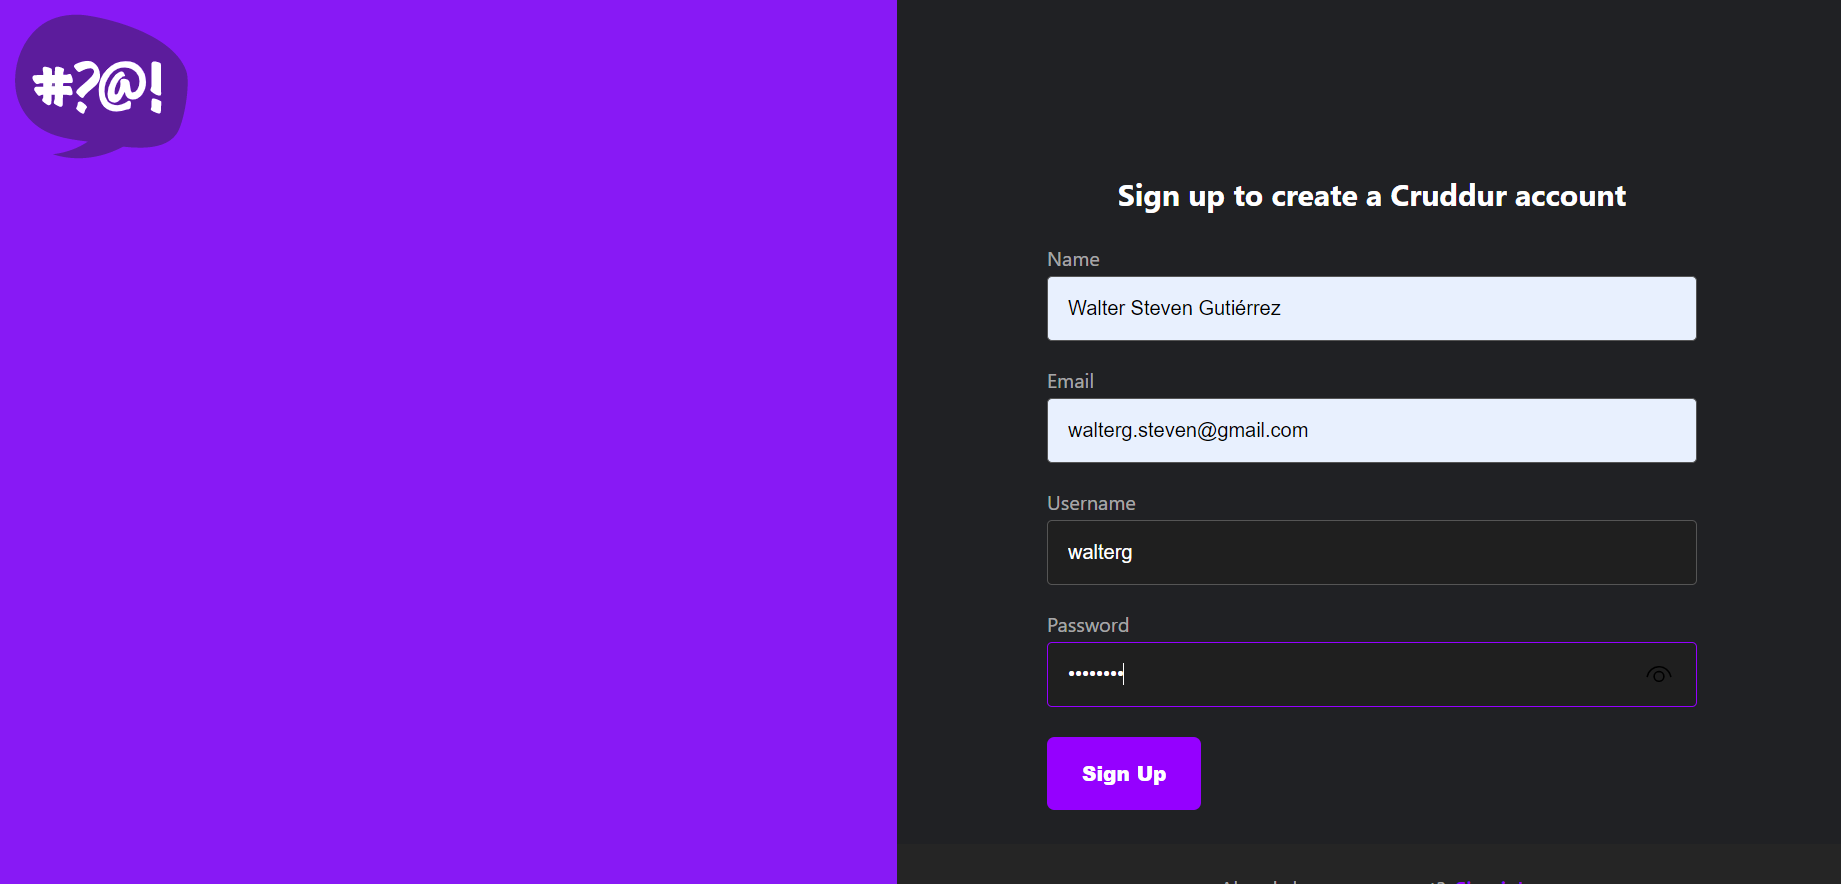 #?@!
Sign up to create a Cruddur account
Name
Walter Steven Gutiérrez
Email
walterg.steven@gmail.com
Username
walterg
Password
••••••••
Sign Up